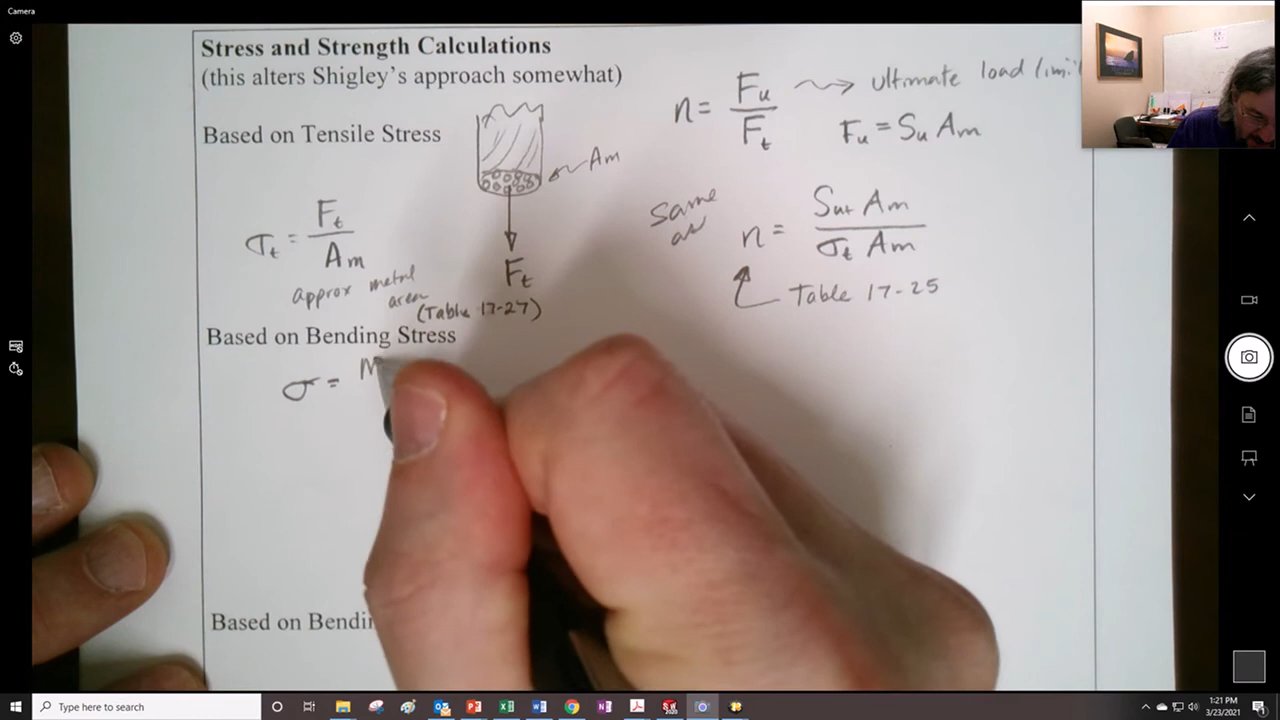 Camera
Stress and Strength Calculations
(this alters Shigley's approach somewhat)
Based on Tensile Stress
Am
σt = Ft / Am
approx metal area
(Table 17-27)
Ft
n = Fu / Ft
Ultimate load limit
Fu = Su Am
same as
n = Sut Am / σt Am
Table 17-25
Based on Bending Stress
σ = M
Based on Bendin
Type here to search
1:21 PM
3/23/2021